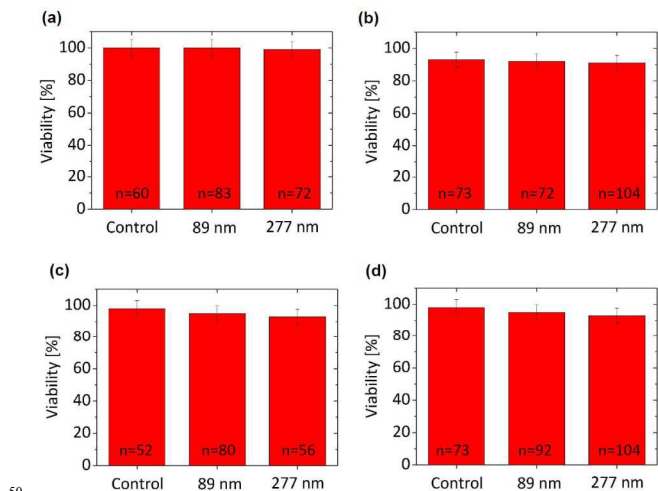 (a)
100
80
60
40
20
0
Viability [%]
n=60 n=83 n=72
Control 89 nm 277 nm
(b)
100
80
60
40
20
0
Viability [%]
n=73 n=72 n=104
Control 89 nm 277 nm
(c)
100
80
60
40
20
0
Viability [%]
n=52 n=80 n=56
Control 89 nm 277 nm
(d)
100
80
60
40
20
0
Viability [%]
n=73 n=92 n=104
Control 89 nm 277 nm